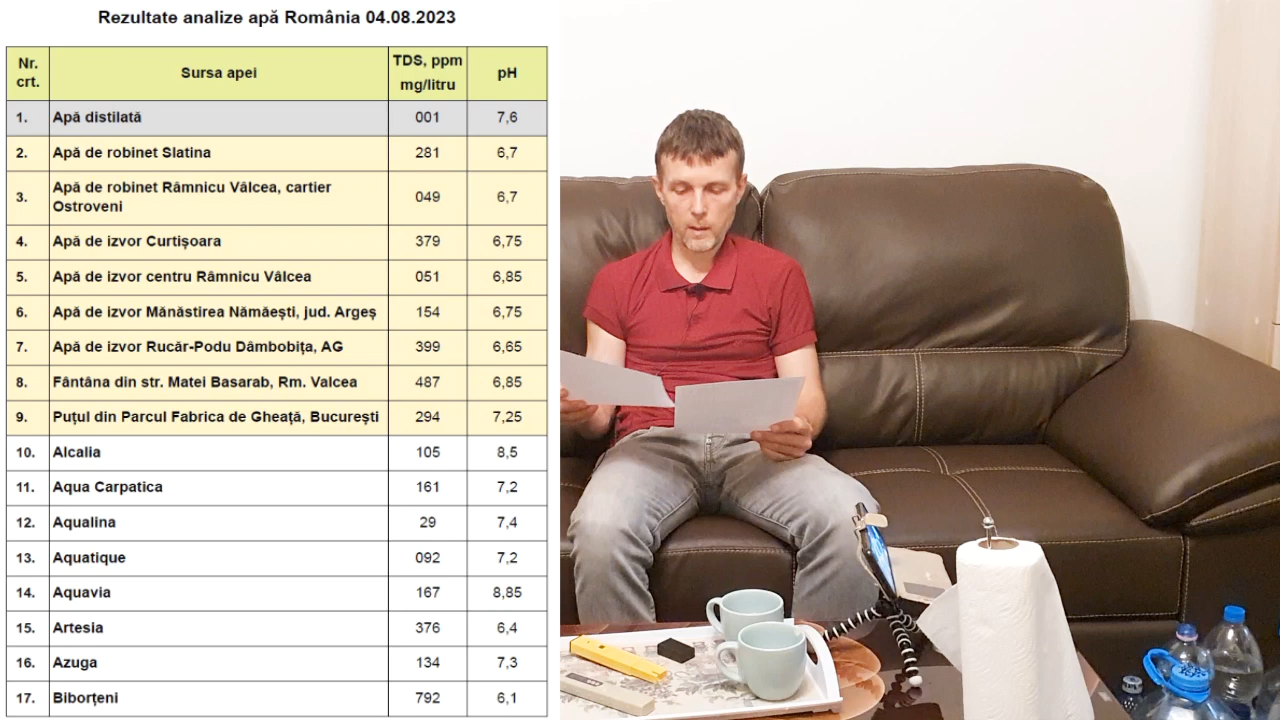 Rezultate analize apă România 04.08.2023
Nr. crt. Sursa apei TDS, ppm mg/litru pH
1. Apă distilată 001 7,6
2. Apă de robinet Slatina 281 6,7
3. Apă de robinet Râmnicu Vâlcea, cartier Ostroveni 049 6,7
4. Apă de izvor Curtișoara 379 6,75
5. Apă de izvor centru Râmnicu Vâlcea 051 6,85
6. Apă de izvor Mănăstirea Nămăești, jud. Argeș 154 6,75
7. Apă de izvor Rucăr-Podu Dâmbobița, AG 399 6,65
8. Fântâna din str. Matei Basarab, Rm. Valcea 487 6,85
9. Puțul din Parcul Fabrica de Gheață, București 294 7,25
10. Alcalia 105 8,5
11. Aqua Carpatica 161 7,2
12. Aqualina 29 7,4
13. Aquatique 092 7,2
14. Aquavia 167 8,85
15. Artesia 376 6,4
16. Azuga 134 7,3
17. Biborțeni 792 6,1